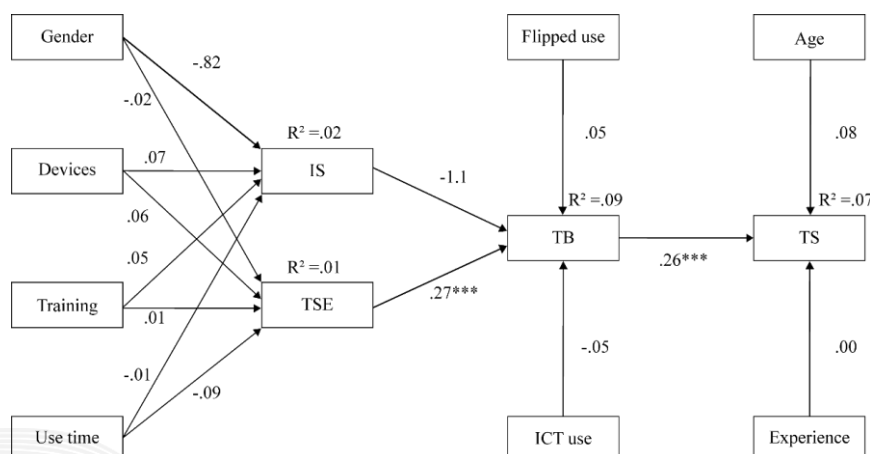 Gender
Flipped use
Age
-.82
-.02
R² =.02
.05
.08
Devices
.07
IS
-1.1
R² =.09
R² =.07
.06
TB
TS
.05
R² =.01
.26***
Training
.01
TSE
.27***
-.01
-.05
.00
-.09
Use time
ICT use
Experience